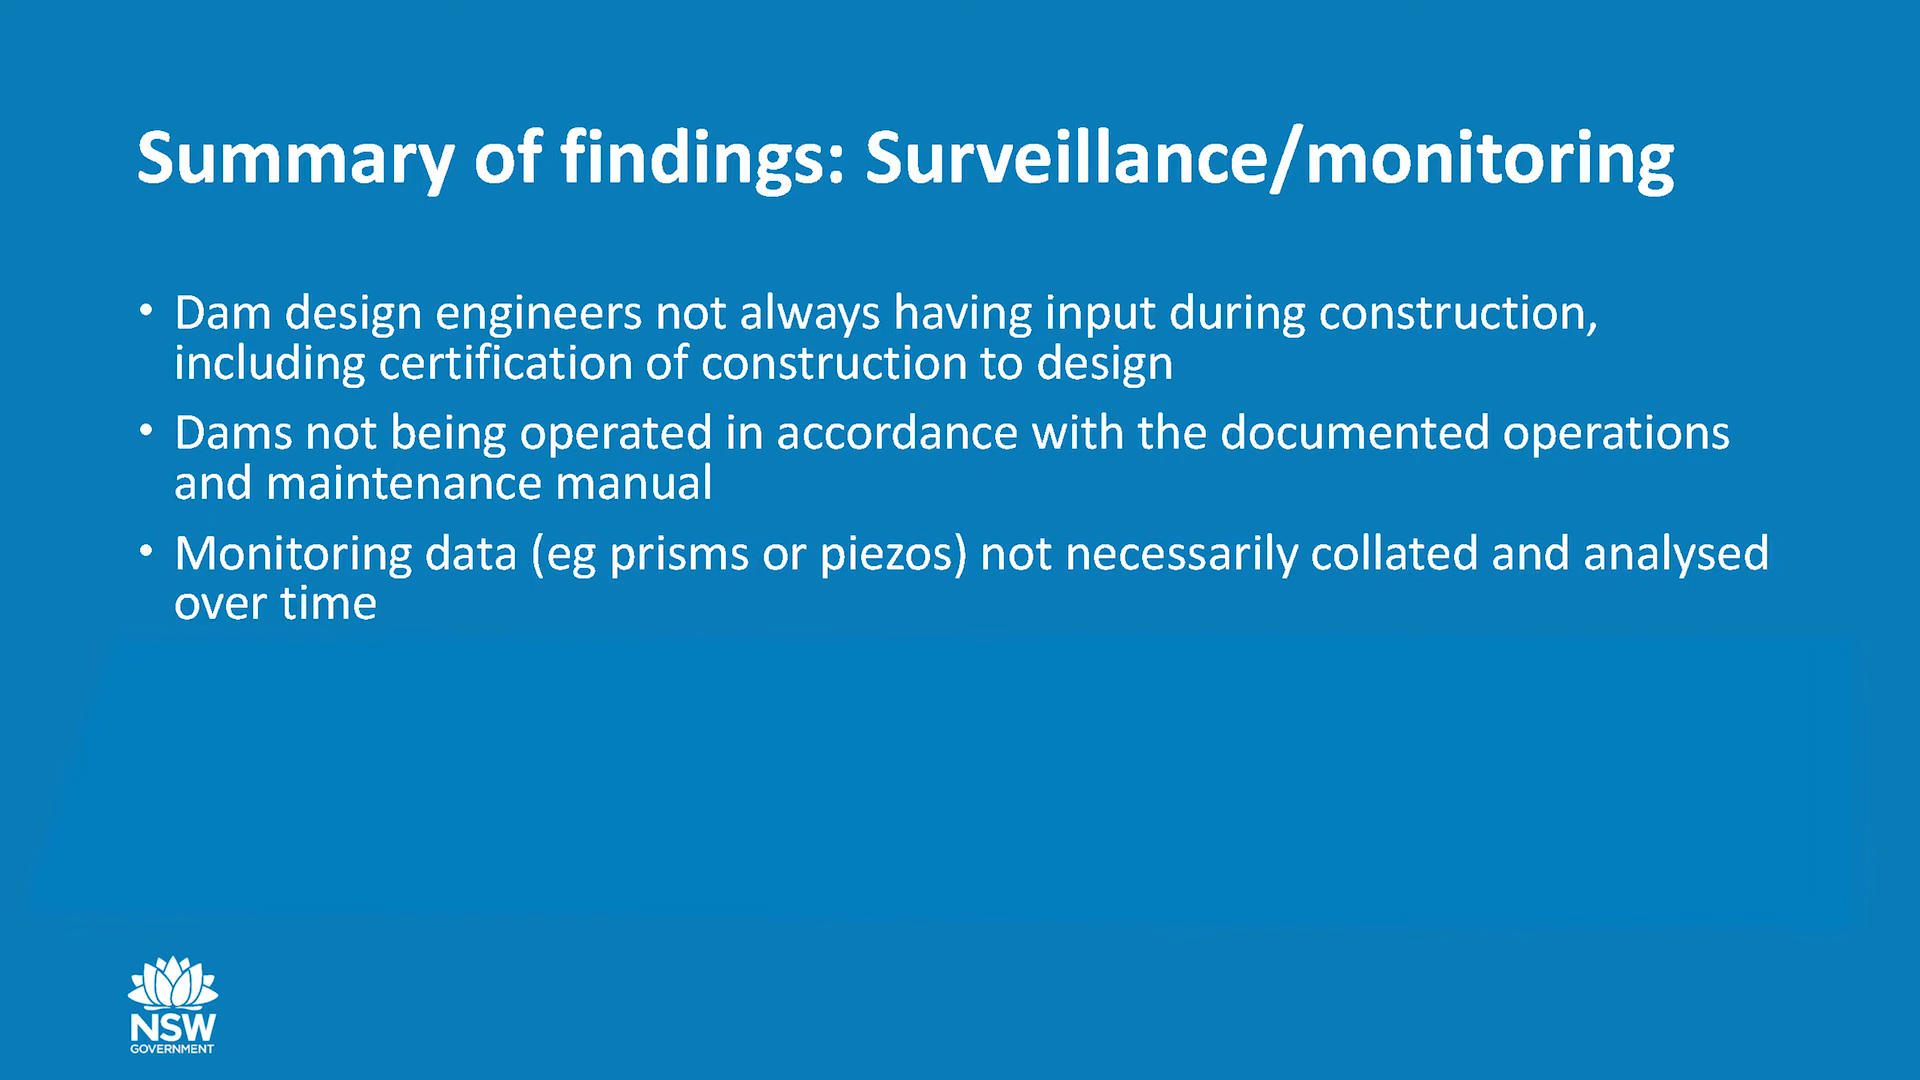 Summary of findings: Surveillance/monitoring
• Dam design engineers not always having input during construction,
including certification of construction to design
• Dams not being operated in accordance with the documented operations
and maintenance manual
• Monitoring data (eg prisms or piezos) not necessarily collated and analysed
over time
NSW
GOVERNMENT